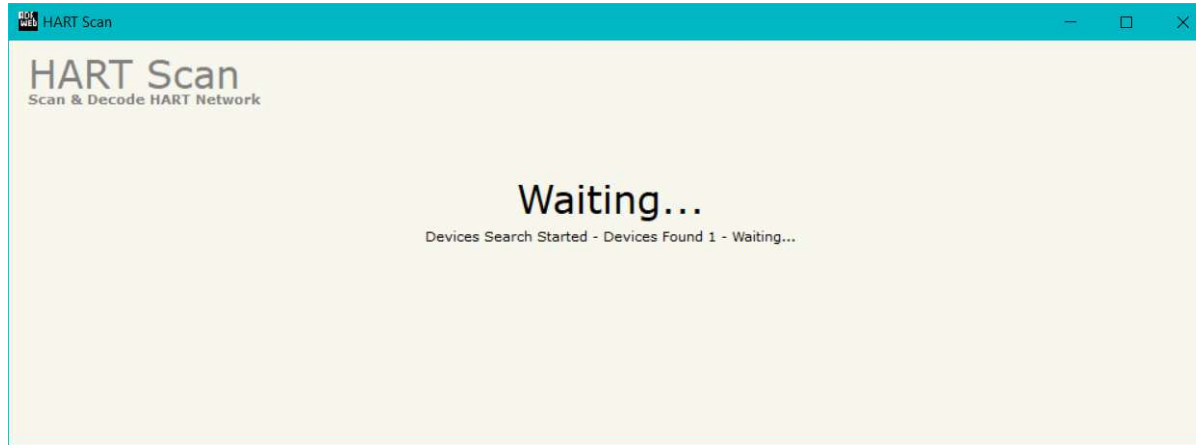 HART Scan
HART Scan
Scan & Decode HART Network
Waiting...
Devices Search Started - Devices Found 1 - Waiting...